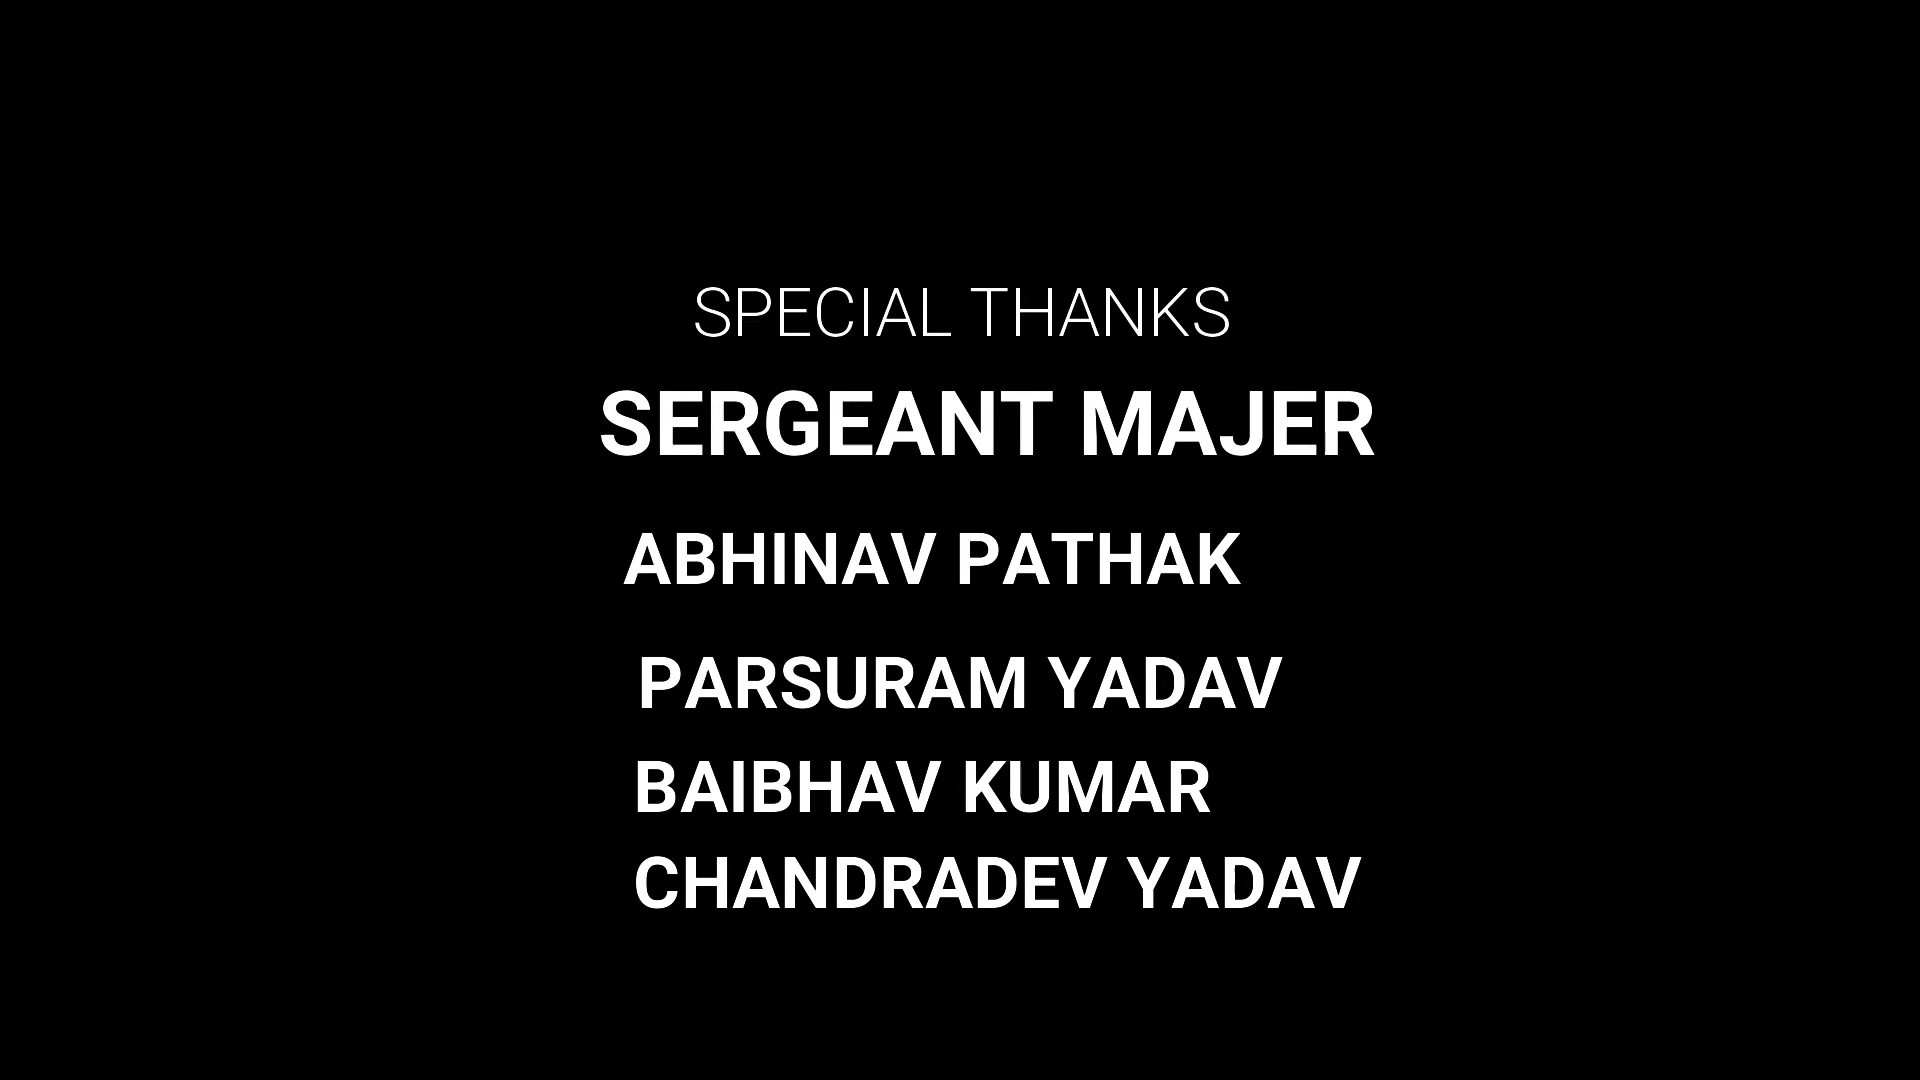 SPECIAL THANKS
SERGEANT MAJER
ABHINAV PATHAK
PARSURAM YADAV
BAIBHAV KUMAR
CHANDRADEV YADAV